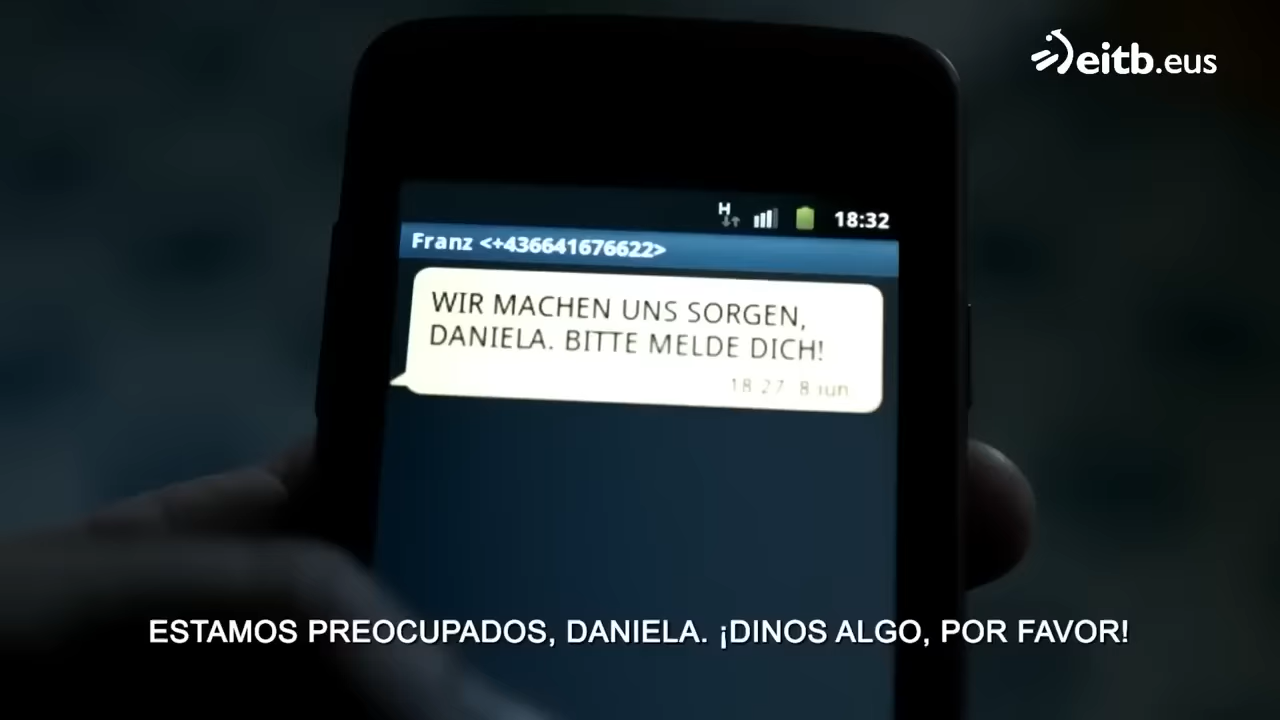 eitb.eus
H 18:32
Franz <+436641676622>
WIR MACHEN UNS SORGEN,
DANIELA. BITTE MELDE DICH!
18:27 8 iun
ESTAMOS PREOCUPADOS, DANIELA. ¡DINOS ALGO, POR FAVOR!